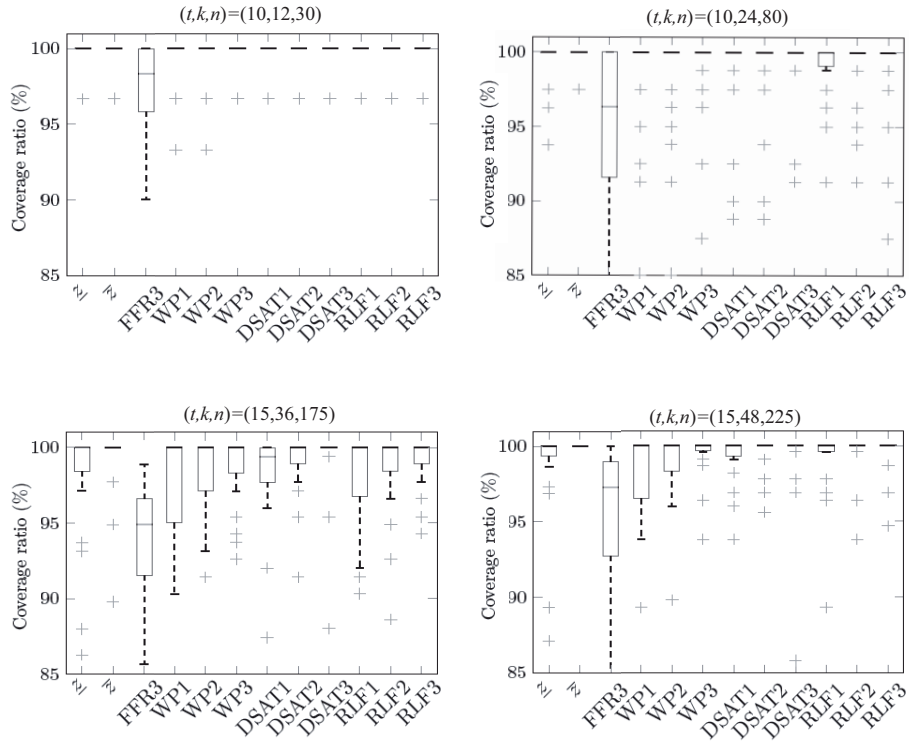 (t,k,n)=(10,12,30)
Coverage ratio (%)
100
95
90
85
z
z̅
FFR3
WP1
WP2
WP3
DSAT1
DSAT2
DSAT3
RLF1
RLF2
RLF3
(t,k,n)=(10,24,80)
Coverage ratio (%)
100
95
90
85
z
z̅
FFR3
WP1
WP2
WP3
DSAT1
DSAT2
DSAT3
RLF1
RLF2
RLF3
(t,k,n)=(15,36,175)
Coverage ratio (%)
100
95
90
85
z
z̅
FFR3
WP1
WP2
WP3
DSAT1
DSAT2
DSAT3
RLF1
RLF2
RLF3
(t,k,n)=(15,48,225)
Coverage ratio (%)
100
95
90
85
z
z̅
FFR3
WP1
WP2
WP3
DSAT1
DSAT2
DSAT3
RLF1
RLF2
RLF3